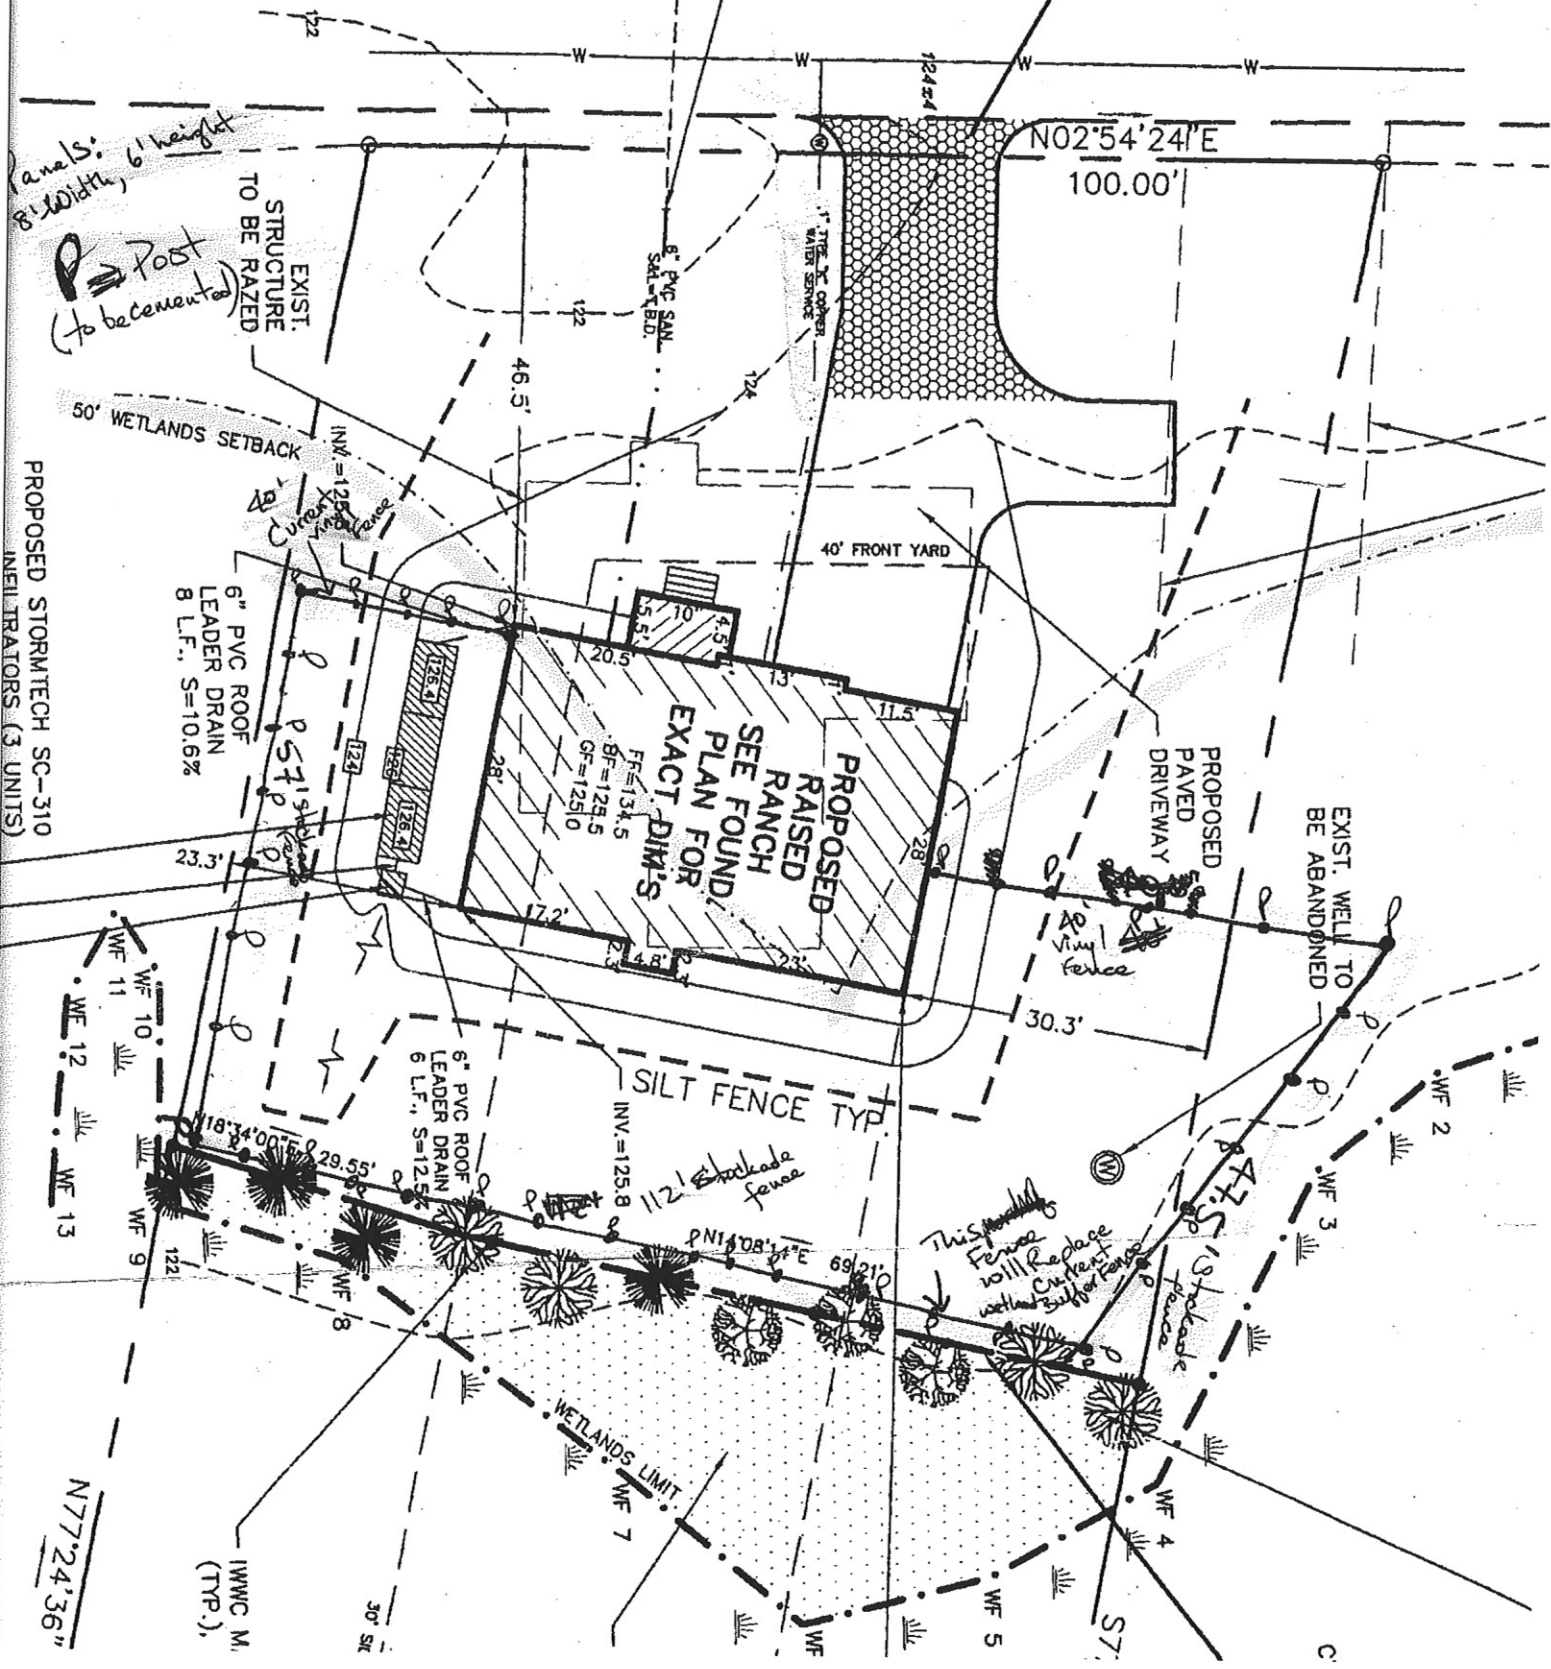 122
W
W
124x4
W
W
N02°54'24"E
100.00'
Panels:
8' Width, 6' height
P = Post
(to be cemented)
EXIST.
STRUCTURE
TO BE RAZED
46.5'
6" PVC SAN.
122
1" TYPE "K" COPPER
WATER SERVICE
W
124
50' WETLANDS SETBACK
40'
Current
vinyl fence
40' FRONT YARD
PROPOSED STORMTECH SC-310
INFILTRATORS (3 UNITS)
6" PVC ROOF
LEADER DRAIN
8 L.F., S=10.6%
P
P
P
P
P
P
P
57' stockade
fence
P
P
P
P
23.3'
124
126
126.4
126.4
5.5'
10"
4.5'
20.5'
13'
11.5'
28'
28'
17.2'
4.8'
23'
PROPOSED
RAISED
RANCH
SEE FOUND.
PLAN FOR
EXACT DIM'S
FF=134.5
BF=125.5
GF=125.0
PROPOSED
PAVED
DRIVEWAY
EXIST. WELL TO
BE ABANDONED
P
P
P
P
P
40'
vinyl
fence
30.3'
P
P
P
P
P
P
47.5' Stockade
fence
W
SILT FENCE TYP.
6" PVC ROOF
LEADER DRAIN
INV.=125.8
112' Stockade
fence
This
Fence
will Replace
Current
wetland Buffer Fence
N18°34'00"E
29.55'
69.21'
P
P
P
P
P
P
P
P
P
WF 11
WF 10
WF 12
WF 13
WF 9
122
WF 8
WF 7
WETLANDS LIMIT
WF
WF 5
WF 4
WF 3
WF 2
N77°24'36"
IWWC M
(TYP.)
30'